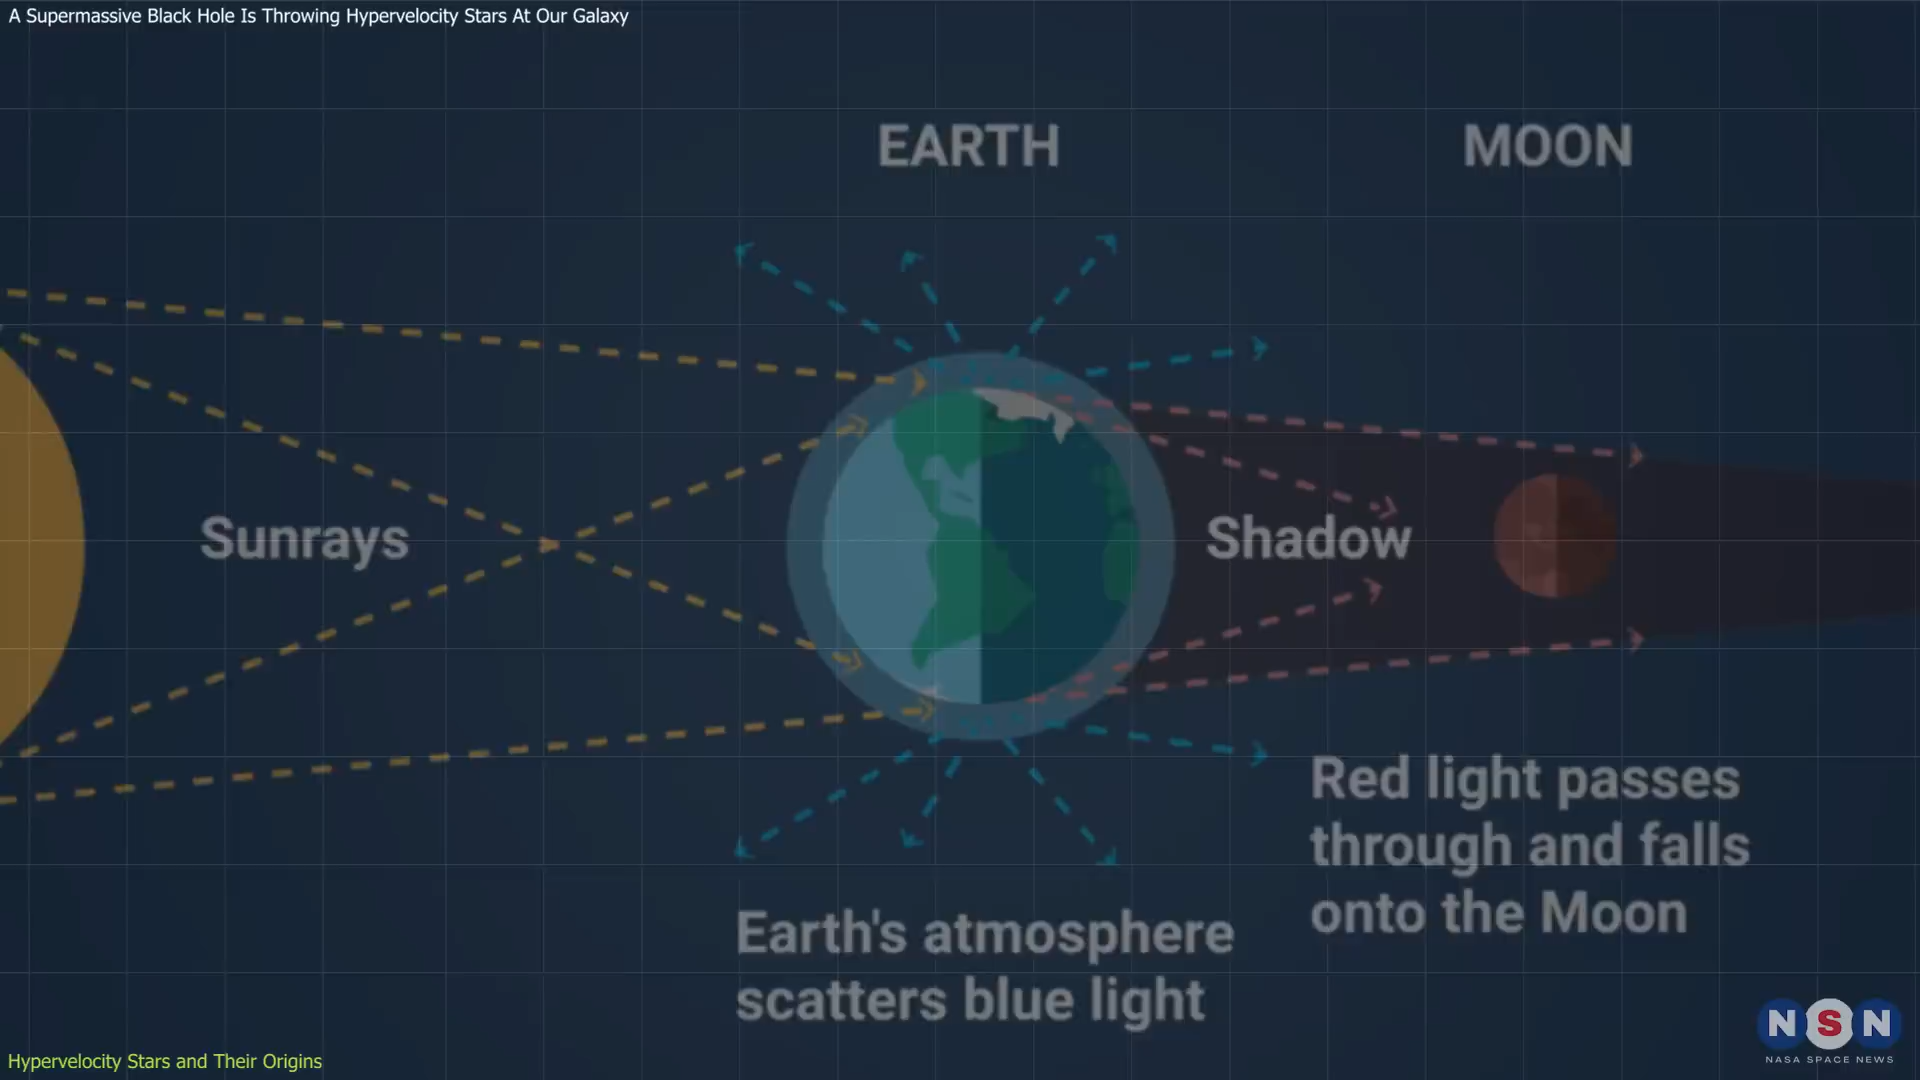 A Supermassive Black Hole Is Throwing Hypervelocity Stars At Our Galaxy
EARTH
MOON
Sunrays
Shadow
Red light passes
through and falls
onto the Moon
Earth's atmosphere
scatters blue light
NSN
NASA SPACE NEWS
Hypervelocity Stars and Their Origins